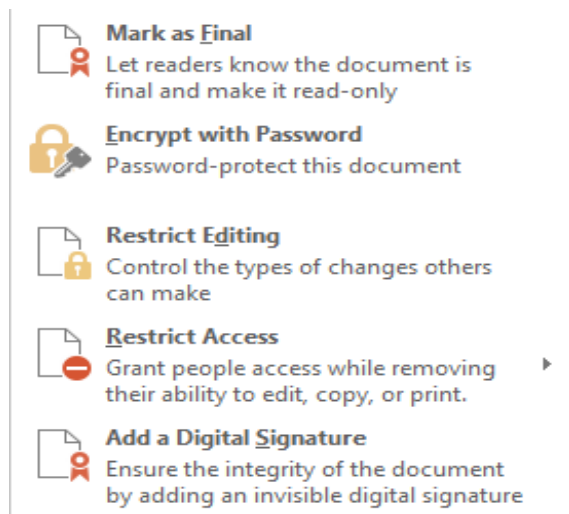 Mark as Final
Let readers know the document is
final and make it read-only
Encrypt with Password
Password-protect this document
Restrict Editing
Control the types of changes others
can make
Restrict Access
Grant people access while removing
their ability to edit, copy, or print.
Add a Digital Signature
Ensure the integrity of the document
by adding an invisible digital signature